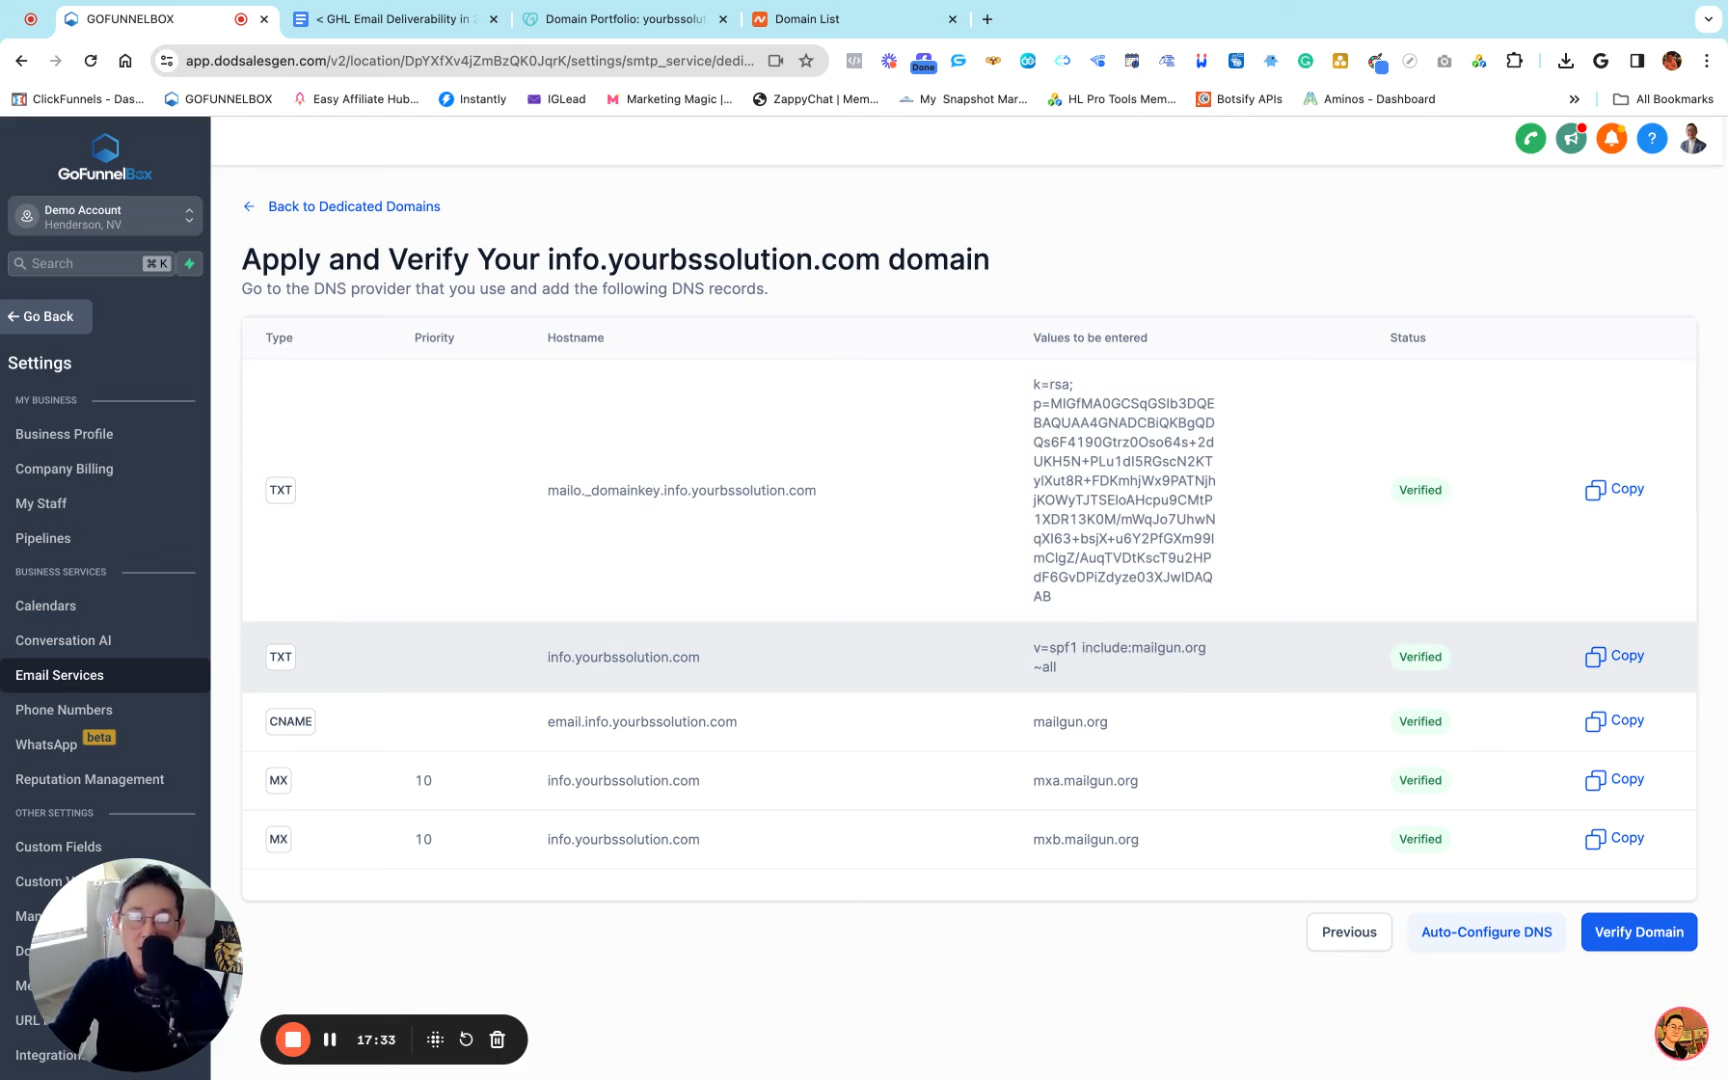 GOFUNNELBOX
< GHL Email Deliverability in
Domain Portfolio: yourbssolut
Domain List
app.dodsalesgen.com/v2/location/DpYXfXv4jZmBzQK0JqrK/settings/smtp_service/dedi...
Done
ClickFunnels - Das...
GOFUNNELBOX
Easy Affiliate Hub...
Instantly
IGLead
Marketing Magic |...
ZappyChat | Mem...
My Snapshot Mar...
HL Pro Tools Mem...
Botsify APIs
Aminos - Dashboard
All Bookmarks
GoFunnelBox
Demo Account
Henderson, NV
Search
⌘ K
Go Back
Settings
MY BUSINESS
Business Profile
Company Billing
My Staff
Pipelines
BUSINESS SERVICES
Calendars
Conversation AI
Email Services
Phone Numbers
WhatsApp beta
Reputation Management
OTHER SETTINGS
Custom Fields
Custom
URL
Integration
Back to Dedicated Domains
Apply and Verify Your info.yourbssolution.com domain
Go to the DNS provider that you use and add the following DNS records.
Type Priority Hostname Values to be entered Status
k=rsa;
p=MIGfMA0GCSqGSIb3DQE
BAQUAA4GNADCBiQKBgQD
Qs6F4190Gtrz0Oso64s+2d
UKH5N+PLu1dI5RGscN2KT
ylXut8R+FDKmhjWx9PATNjh
jKOWyTJTSEloAHcpu9CMtP
1XDR13K0M/mWqJo7UhwN
qXI63+bsjX+u6Y2PfGXm99I
mClgZ/AuqTVDtKscT9u2HP
dF6GvDPiZdyze03XJwIDAQ
AB
TXT mailo._domainkey.info.yourbssolution.com Verified Copy
TXT info.yourbssolution.com v=spf1 include:mailgun.org Verified Copy
~all
CNAME email.info.yourbssolution.com mailgun.org Verified Copy
MX 10 info.yourbssolution.com mxa.mailgun.org Verified Copy
MX 10 info.yourbssolution.com mxb.mailgun.org Verified Copy
Previous
Auto-Configure DNS
Verify Domain
17:33